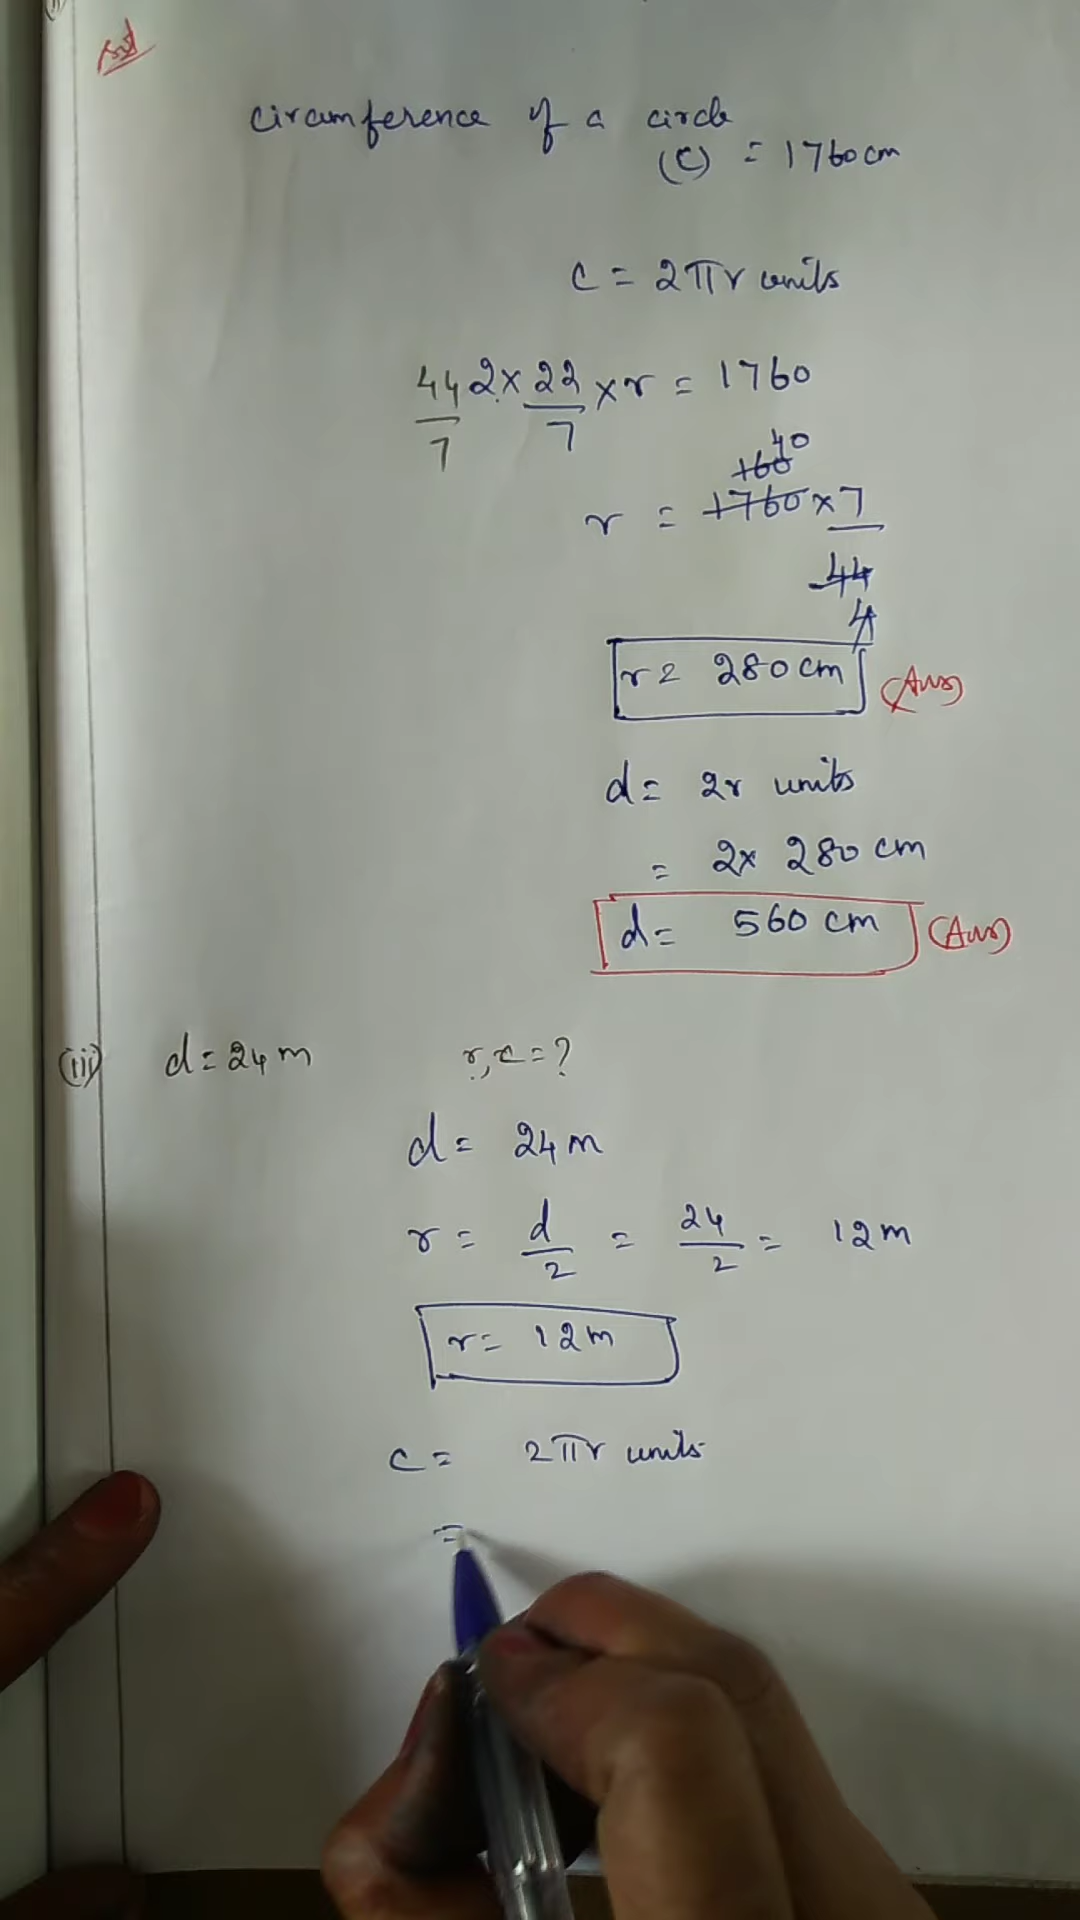 circumference of a circle
(C) = 1760 cm
C = 2πr units
44/7 2 × 22/7 × r = 1760
40
160
r = 1760 × 7
44
4
r = 280 cm (Ans)
d = 2r units
= 2 × 280 cm
d = 560 cm (Ans)
(iii) d = 24 m r, c = ?
d = 24 m
r = d/2 = 24/2 = 12 m
r = 12 m
C = 2πr units
=